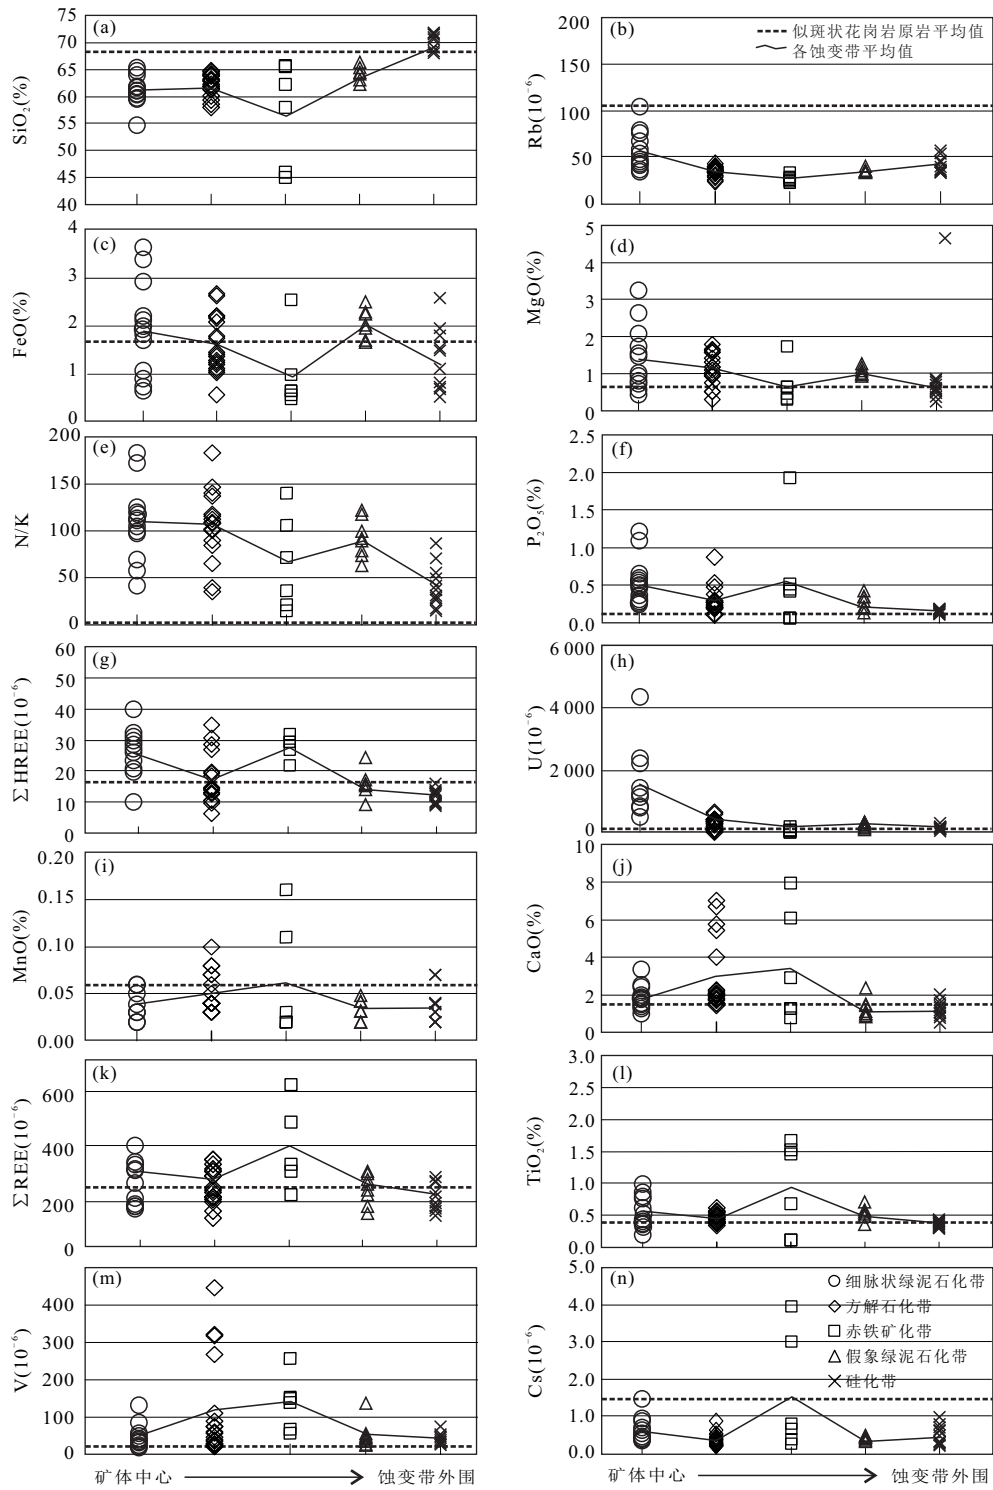 (a)
SiO₂(%)
75
70
65
60
55
50
45
40
(b)
似斑状花岗岩原岩平均值
各蚀变带平均值
Rb(10⁻⁶)
200
150
100
50
0
(c)
FeO(%)
4
3
2
1
0
(d)
MgO(%)
5
4
3
2
1
0
(e)
N/K
200
150
100
50
0
(f)
P₂O₅(%)
2.5
2.0
1.5
1.0
0.5
0.0
(g)
ΣHREE(10⁻⁶)
60
50
40
30
20
10
0
(h)
U(10⁻⁶)
6 000
4 000
2 000
0
(i)
MnO(%)
0.20
0.15
0.10
0.05
0.00
(j)
CaO(%)
10
8
6
4
2
0
(k)
ΣREE(10⁻⁶)
600
400
200
0
(l)
TiO₂(%)
3.0
2.5
2.0
1.5
1.0
0.5
0.0
(m)
V(10⁻⁶)
400
300
200
100
0
(n)
Cs(10⁻⁶)
5.0
4.0
3.0
2.0
1.0
0.0
细脉状绿泥石化带
方解石化带
赤铁矿化带
假象绿泥石化带
硅化带
矿体中心 蚀变带外围
矿体中心 蚀变带外围